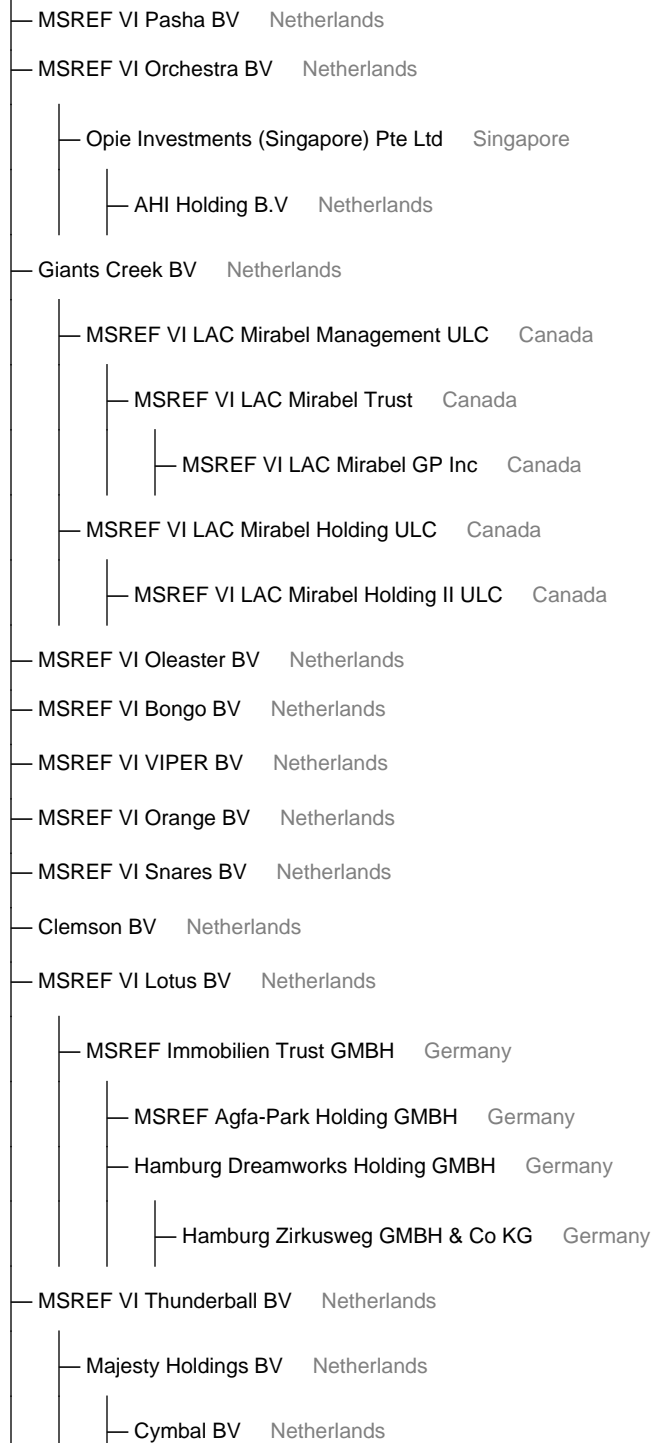 MSREF VI Pasha BV Netherlands
MSREF VI Orchestra BV Netherlands
Opie Investments (Singapore) Pte Ltd Singapore
AHI Holding B.V Netherlands
Giants Creek BV Netherlands
MSREF VI LAC Mirabel Management ULC Canada
MSREF VI LAC Mirabel Trust Canada
MSREF VI LAC Mirabel GP Inc Canada
MSREF VI LAC Mirabel Holding ULC Canada
MSREF VI LAC Mirabel Holding II ULC Canada
MSREF VI Oleaster BV Netherlands
MSREF VI Bongo BV Netherlands
MSREF VI VIPER BV Netherlands
MSREF VI Orange BV Netherlands
MSREF VI Snares BV Netherlands
Clemson BV Netherlands
MSREF VI Lotus BV Netherlands
MSREF Immobilien Trust GMBH Germany
MSREF Agfa-Park Holding GMBH Germany
Hamburg Dreamworks Holding GMBH Germany
Hamburg Zirkusweg GMBH & Co KG Germany
MSREF VI Thunderball BV Netherlands
Majesty Holdings BV Netherlands
Cymbal BV Netherlands